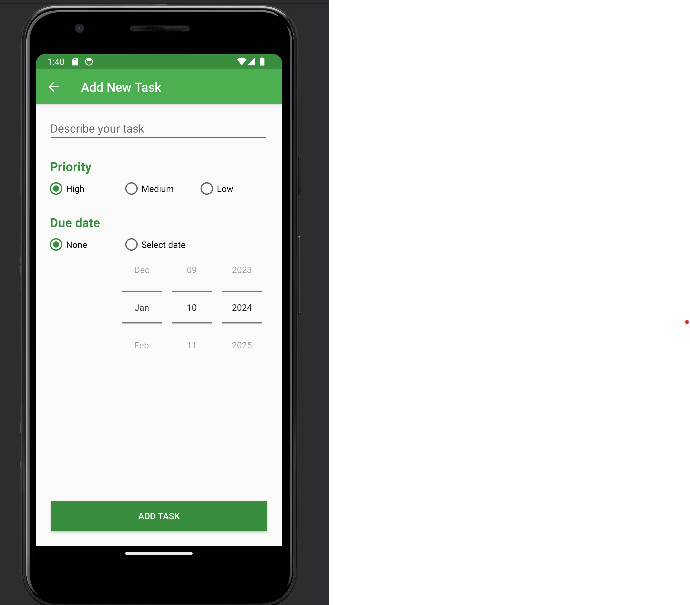 1:40
Add New Task
Describe your task
Priority
High Medium Low
Due date
None Select date
Dec 09 2023
Jan 10 2024
Feb 11 2025
ADD TASK